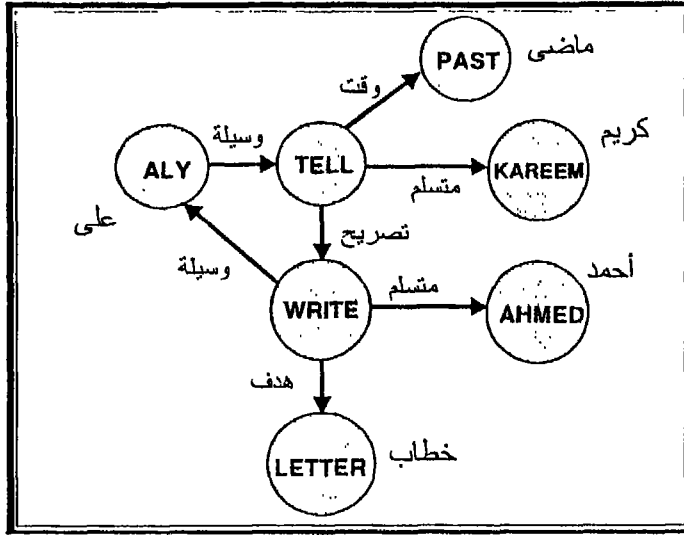 PAST
ماضى
وقت
وسيلة
كريم
ALY
TELL
KAREEM
متسلم
على
تصريح
وسيلة
أحمد
متسلم
WRITE
AHMED
هدف
خطاب
LETTER